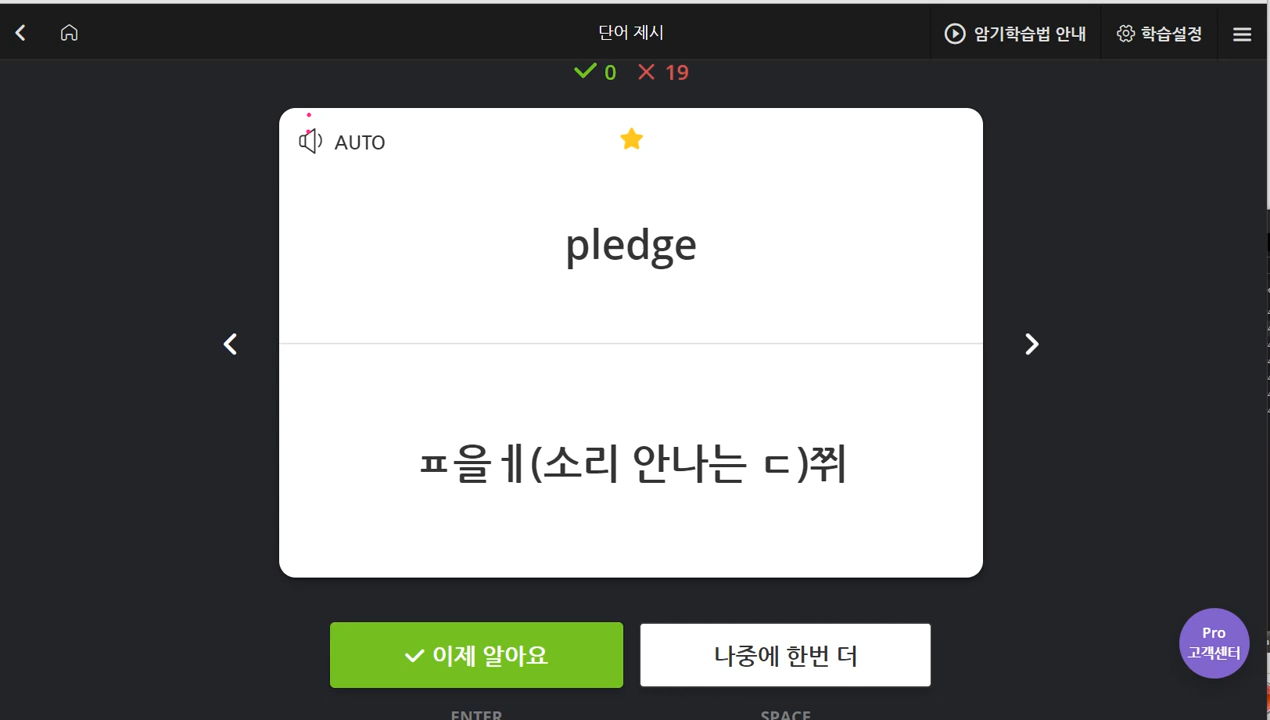 단어 제시
암기학습법 안내
학습설정
0 19
AUTO
pledge
ㅍ을ㅔ(소리 안나는 ㄷ)쮜
이제 알아요
나중에 한번 더
ENTER
SPACE
Pro
고객센터